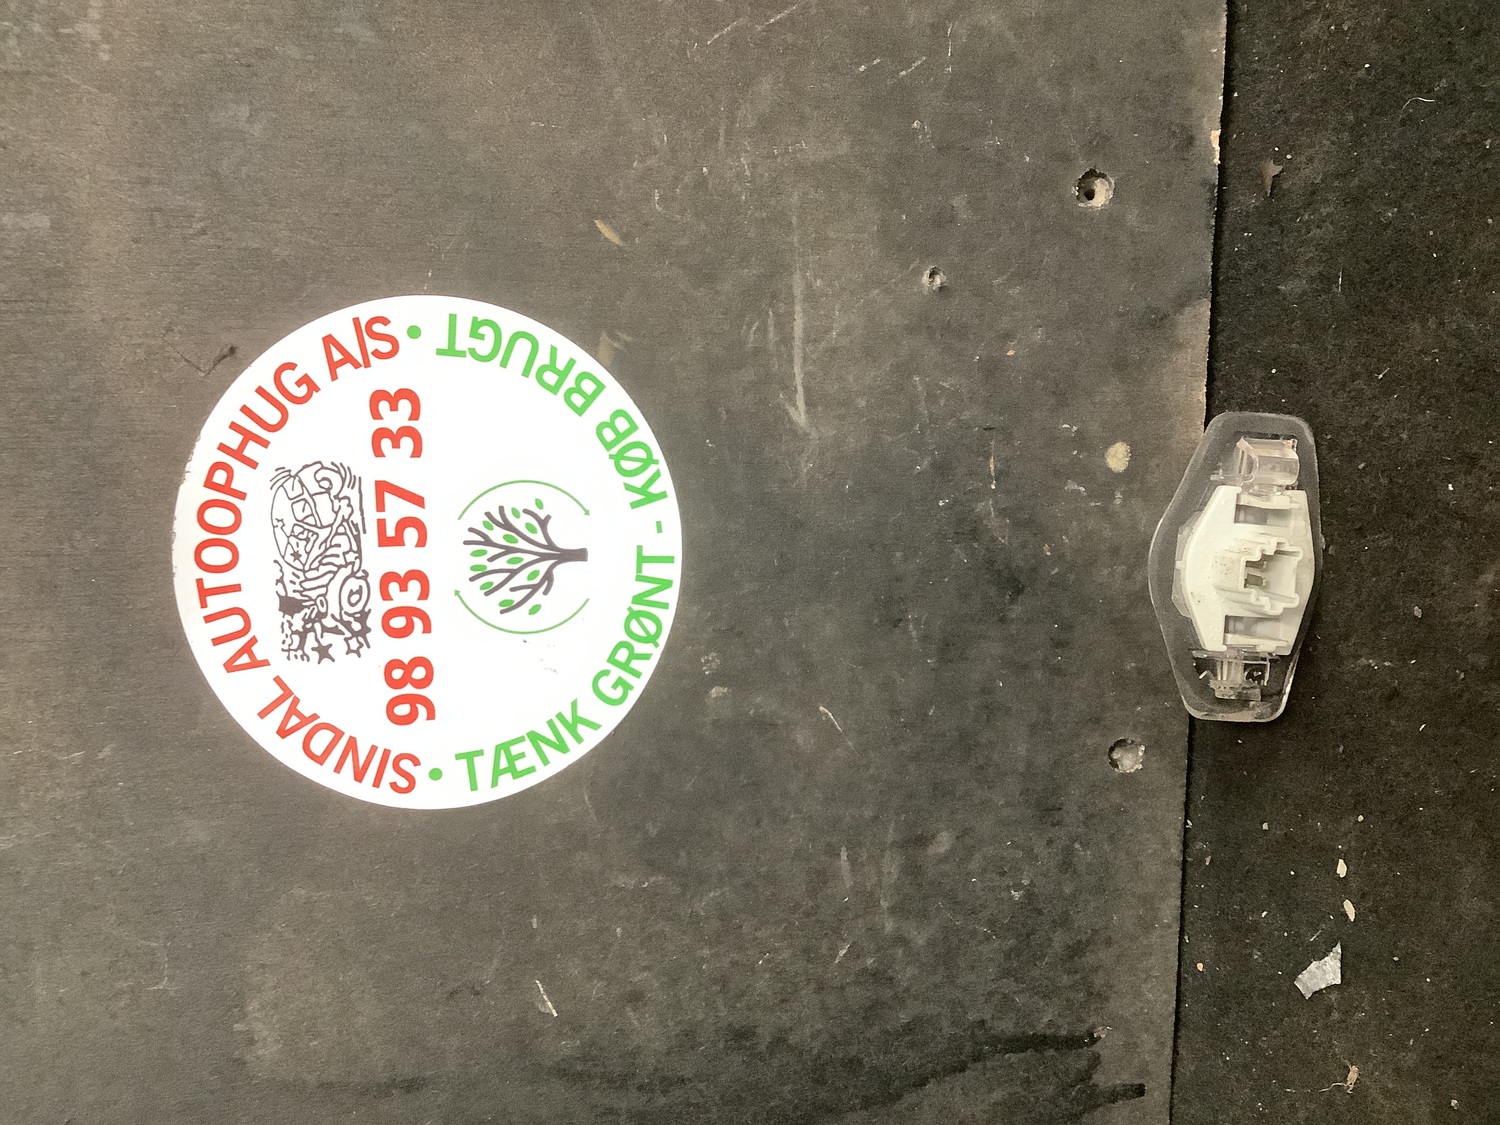 SINDAL AUTOOPHUG A/S
98 93 57 33
TÆNK GRØNT - KØB BRUGT